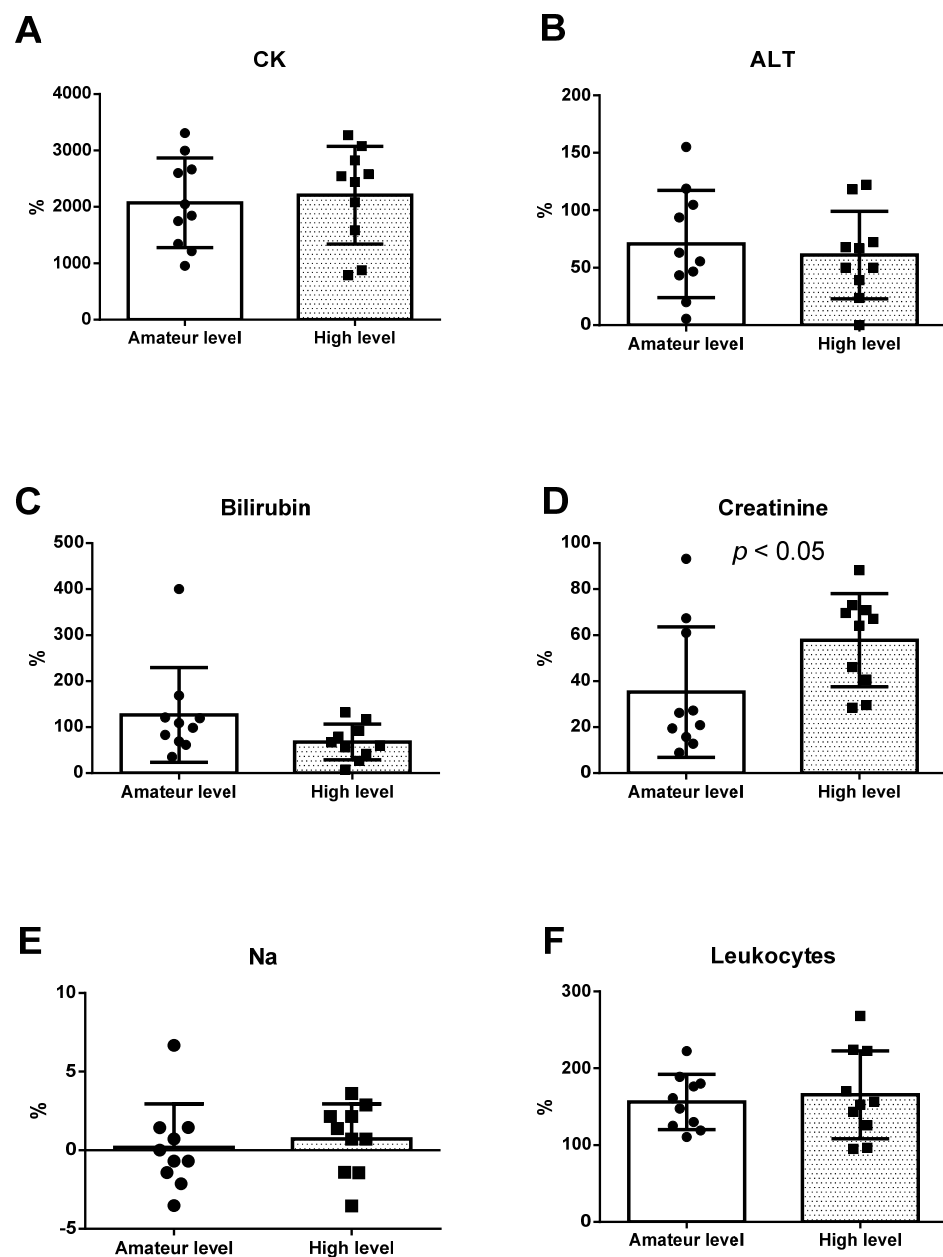 A
CK
4000
3000
2000
1000
0
%
Amateur level
High level
B
ALT
200
150
100
50
0
%
Amateur level
High level
C
Bilirubin
500
400
300
200
100
0
%
Amateur level
High level
D
Creatinine
p < 0.05
100
80
60
40
20
0
%
Amateur level
High level
E
Na
10
5
0
-5
%
Amateur level
High level
F
Leukocytes
300
200
100
0
%
Amateur level
High level